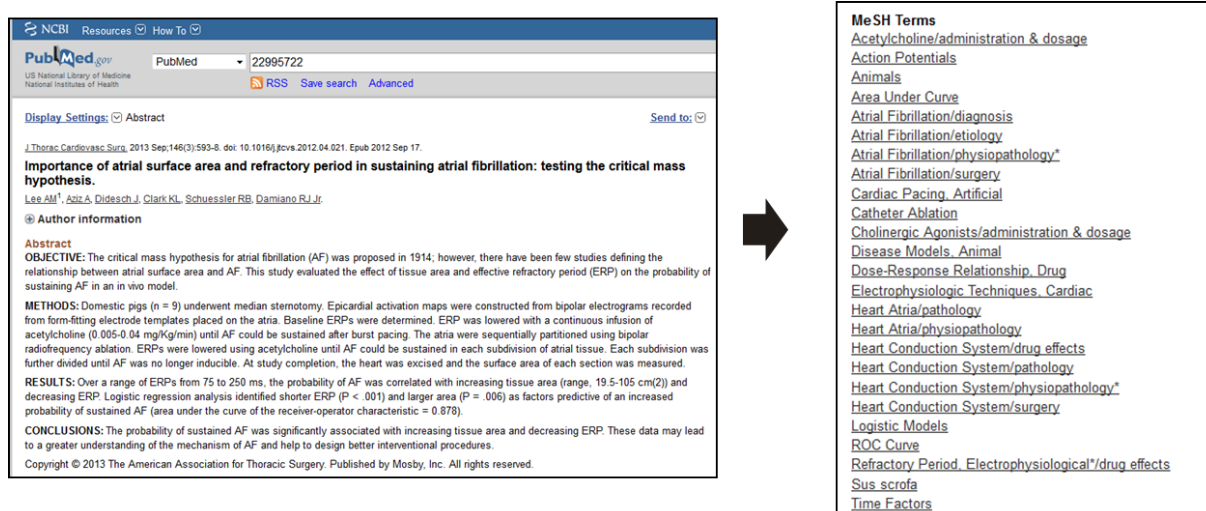 NCBI Resources How To
PubMed.gov
US National Library of Medicine
National Institutes of Health
PubMed
22995722
RSS Save search Advanced
Display Settings: Abstract
Send to:
J Thorac Cardiovasc Surg. 2013 Sep;146(3):593-8. doi: 10.1016/j.jtcvs.2012.04.021. Epub 2012 Sep 17.
Importance of atrial surface area and refractory period in sustaining atrial fibrillation: testing the critical mass
hypothesis.
Lee AM1, Aziz A, Didesch J, Clark KL, Schuessler RB, Damiano RJ Jr.
Author information
Abstract
OBJECTIVE: The critical mass hypothesis for atrial fibrillation (AF) was proposed in 1914; however, there have been few studies defining the
relationship between atrial surface area and AF. This study evaluated the effect of tissue area and effective refractory period (ERP) on the probability of
sustaining AF in an in vivo model.
METHODS: Domestic pigs (n = 9) underwent median sternotomy. Epicardial activation maps were constructed from bipolar electrograms recorded
from form-fitting electrode templates placed on the atria. Baseline ERPs were determined. ERP was lowered with a continuous infusion of
acetylcholine (0.005-0.04 mg/Kg/min) until AF could be sustained after burst pacing. The atria were sequentially partitioned using bipolar
radiofrequency ablation. ERPs were lowered using acetylcholine until AF could be sustained in each subdivision of atrial tissue. Each subdivision was
further divided until AF was no longer inducible. At study completion, the heart was excised and the surface area of each section was measured.
RESULTS: Over a range of ERPs from 75 to 250 ms, the probability of AF was correlated with increasing tissue area (range, 19.5-105 cm(2)) and
decreasing ERP. Logistic regression analysis identified shorter ERP (P < .001) and larger area (P = .006) as factors predictive of an increased
probability of sustained AF (area under the curve of the receiver-operator characteristic = 0.878).
CONCLUSIONS: The probability of sustained AF was significantly associated with increasing tissue area and decreasing ERP. These data may lead
to a greater understanding of the mechanism of AF and help to design better interventional procedures.
Copyright © 2013 The American Association for Thoracic Surgery. Published by Mosby, Inc. All rights reserved.
MeSH Terms
Acetylcholine/administration & dosage
Action Potentials
Animals
Area Under Curve
Atrial Fibrillation/diagnosis
Atrial Fibrillation/etiology
Atrial Fibrillation/physiopathology*
Atrial Fibrillation/surgery
Cardiac Pacing, Artificial
Catheter Ablation
Cholinergic Agonists/administration & dosage
Disease Models, Animal
Dose-Response Relationship, Drug
Electrophysiologic Techniques, Cardiac
Heart Atria/pathology
Heart Atria/physiopathology
Heart Conduction System/drug effects
Heart Conduction System/pathology
Heart Conduction System/physiopathology*
Heart Conduction System/surgery
Logistic Models
ROC Curve
Refractory Period, Electrophysiological*/drug effects
Sus scrofa
Time Factors